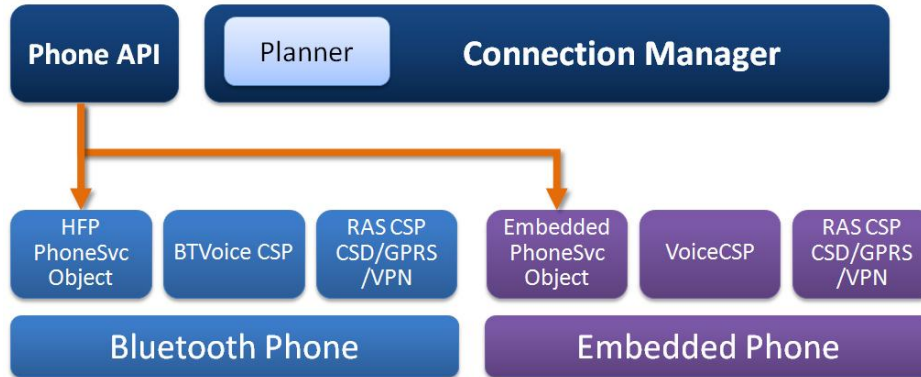 Phone API
Planner
Connection Manager
HFP
PhoneSvc
Object
BTVoice CSP
RAS CSP
CSD/GPRS
/VPN
Embedded
PhoneSvc
Object
VoiceCSP
RAS CSP
CSD/GPRS
/VPN
Bluetooth Phone
Embedded Phone